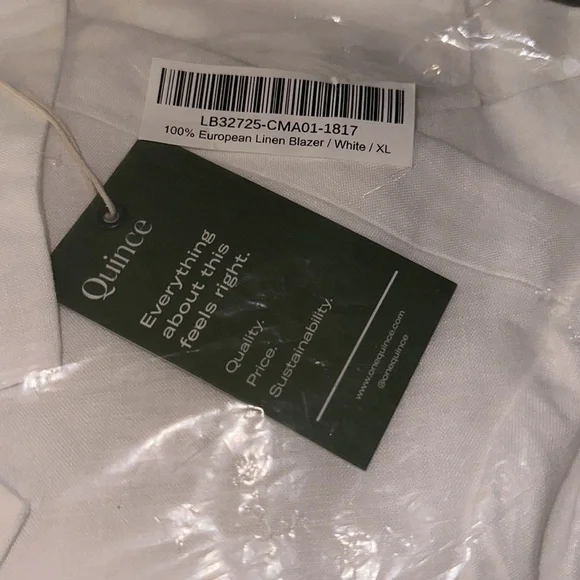 LB32725-CMA01-1817
100% European Linen Blazer / White / XL
Quince
Everything
about this
feels right.
Quality.
Price.
Sustainability.
www.onequince.com
@onequince